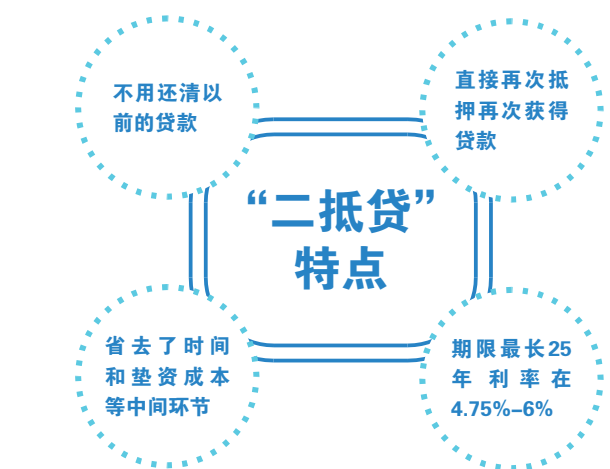 不用还清以
前的贷款
直接再次抵
押再次获得
贷款
“二抵贷”
特点
省去了时间
和垫资成本
等中间环节
期限最长25
年利率在
4.75%–6%